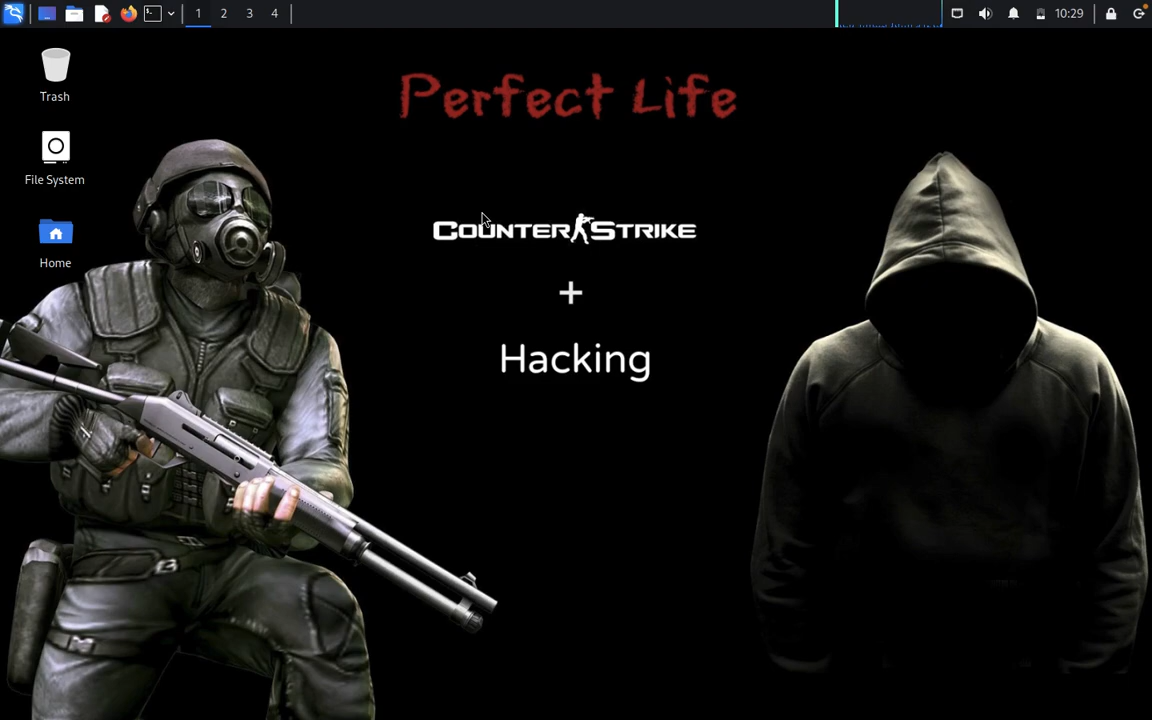 1 2 3 4
10:29
Trash
File System
Home
Perfect Life
COUNTER STRIKE
+
Hacking